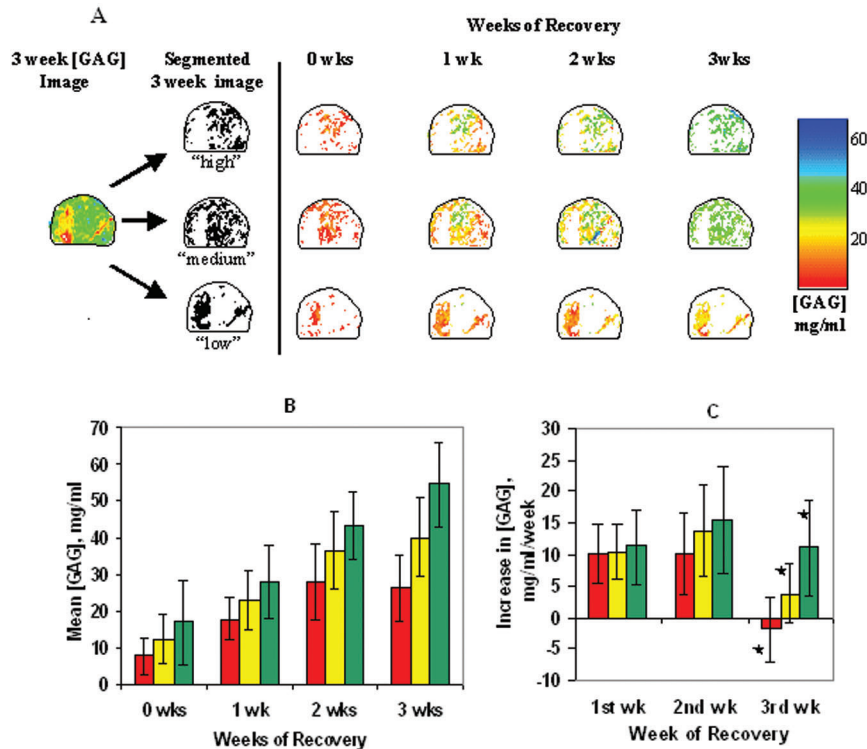 A
Weeks of Recovery
3 week [GAG] Image
Segmented 3 week image
0 wks 1 wk 2 wks 3wks
"high"
"medium"
"low"
60
40
20
[GAG]
mg/ml
B
Mean [GAG], mg/ml
70
60
50
40
30
20
10
0
0 wks 1 wk 2 wks 3 wks
Weeks of Recovery
C
Increase in [GAG],
mg/ml/week
30
25
20
15
10
5
0
-5
-10
1st wk 2nd wk 3rd wk
Week of Recovery